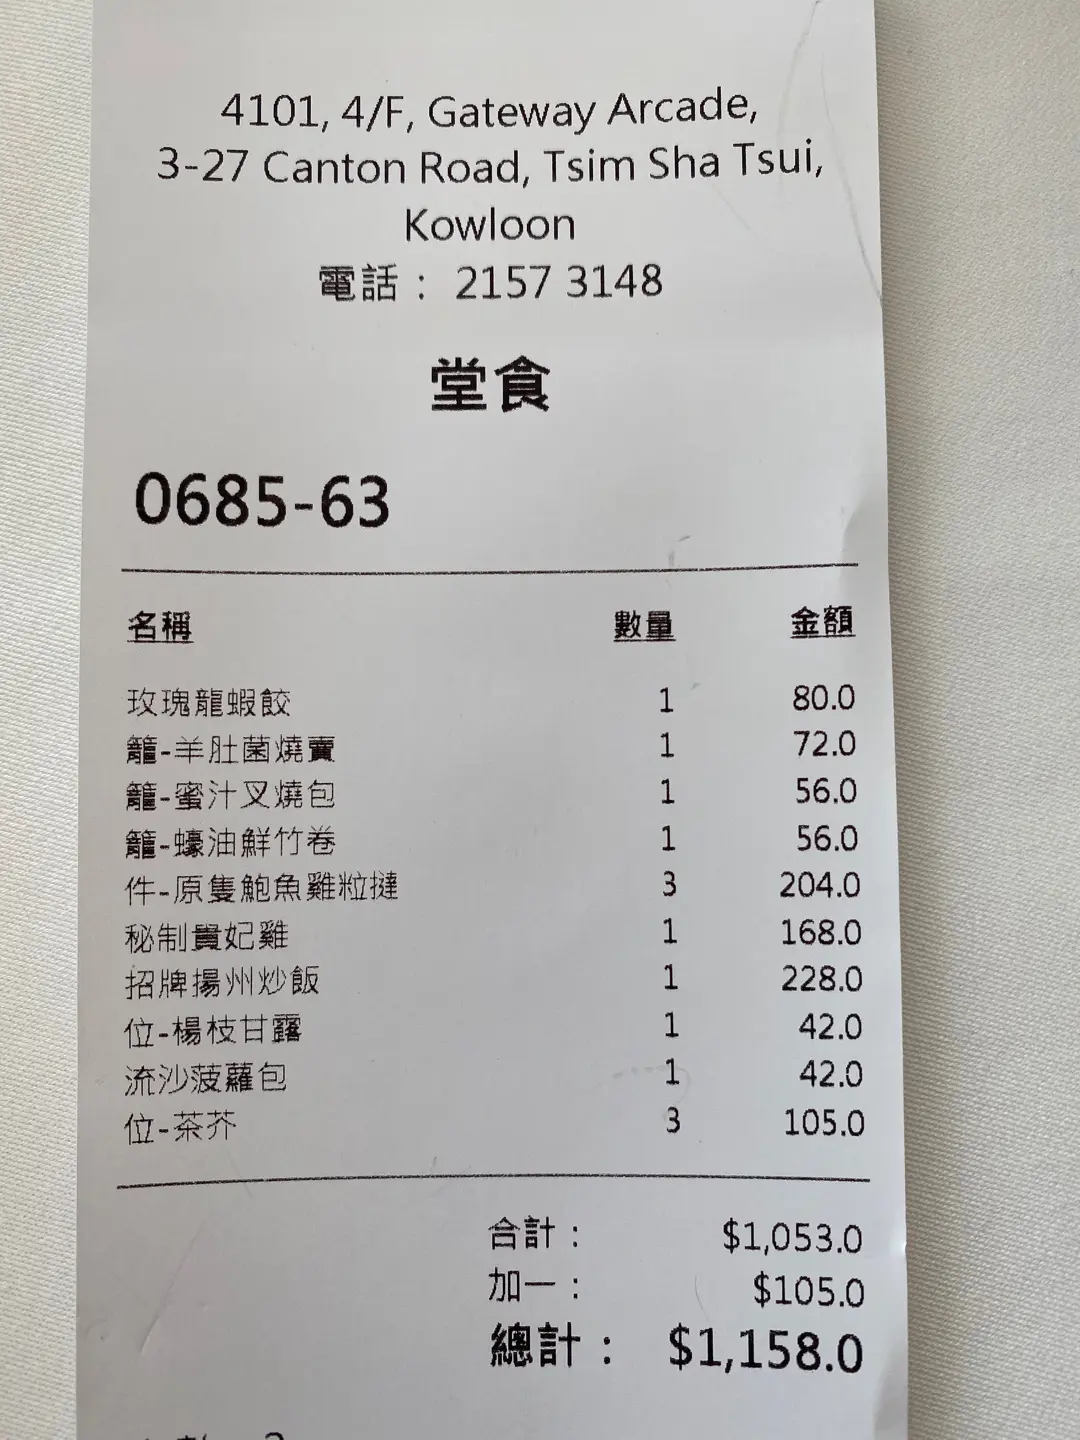 4101, 4/F, Gateway Arcade,
3-27 Canton Road, Tsim Sha Tsui,
Kowloon
電話： 2157 3148
堂食
0685-63
名稱 數量 金額
玫瑰龍蝦餃 1 80.0
籠-羊肚菌燒賣 1 72.0
籠-蜜汁叉燒包 1 56.0
籠-蠔油鮮竹卷 1 56.0
件-原隻鮑魚雞粒撻 3 204.0
秘制貴妃雞 1 168.0
招牌揚州炒飯 1 228.0
位-楊枝甘露 1 42.0
流沙菠蘿包 1 42.0
位-茶芥 3 105.0
合計： $1,053.0
加一： $105.0
總計： $1,158.0